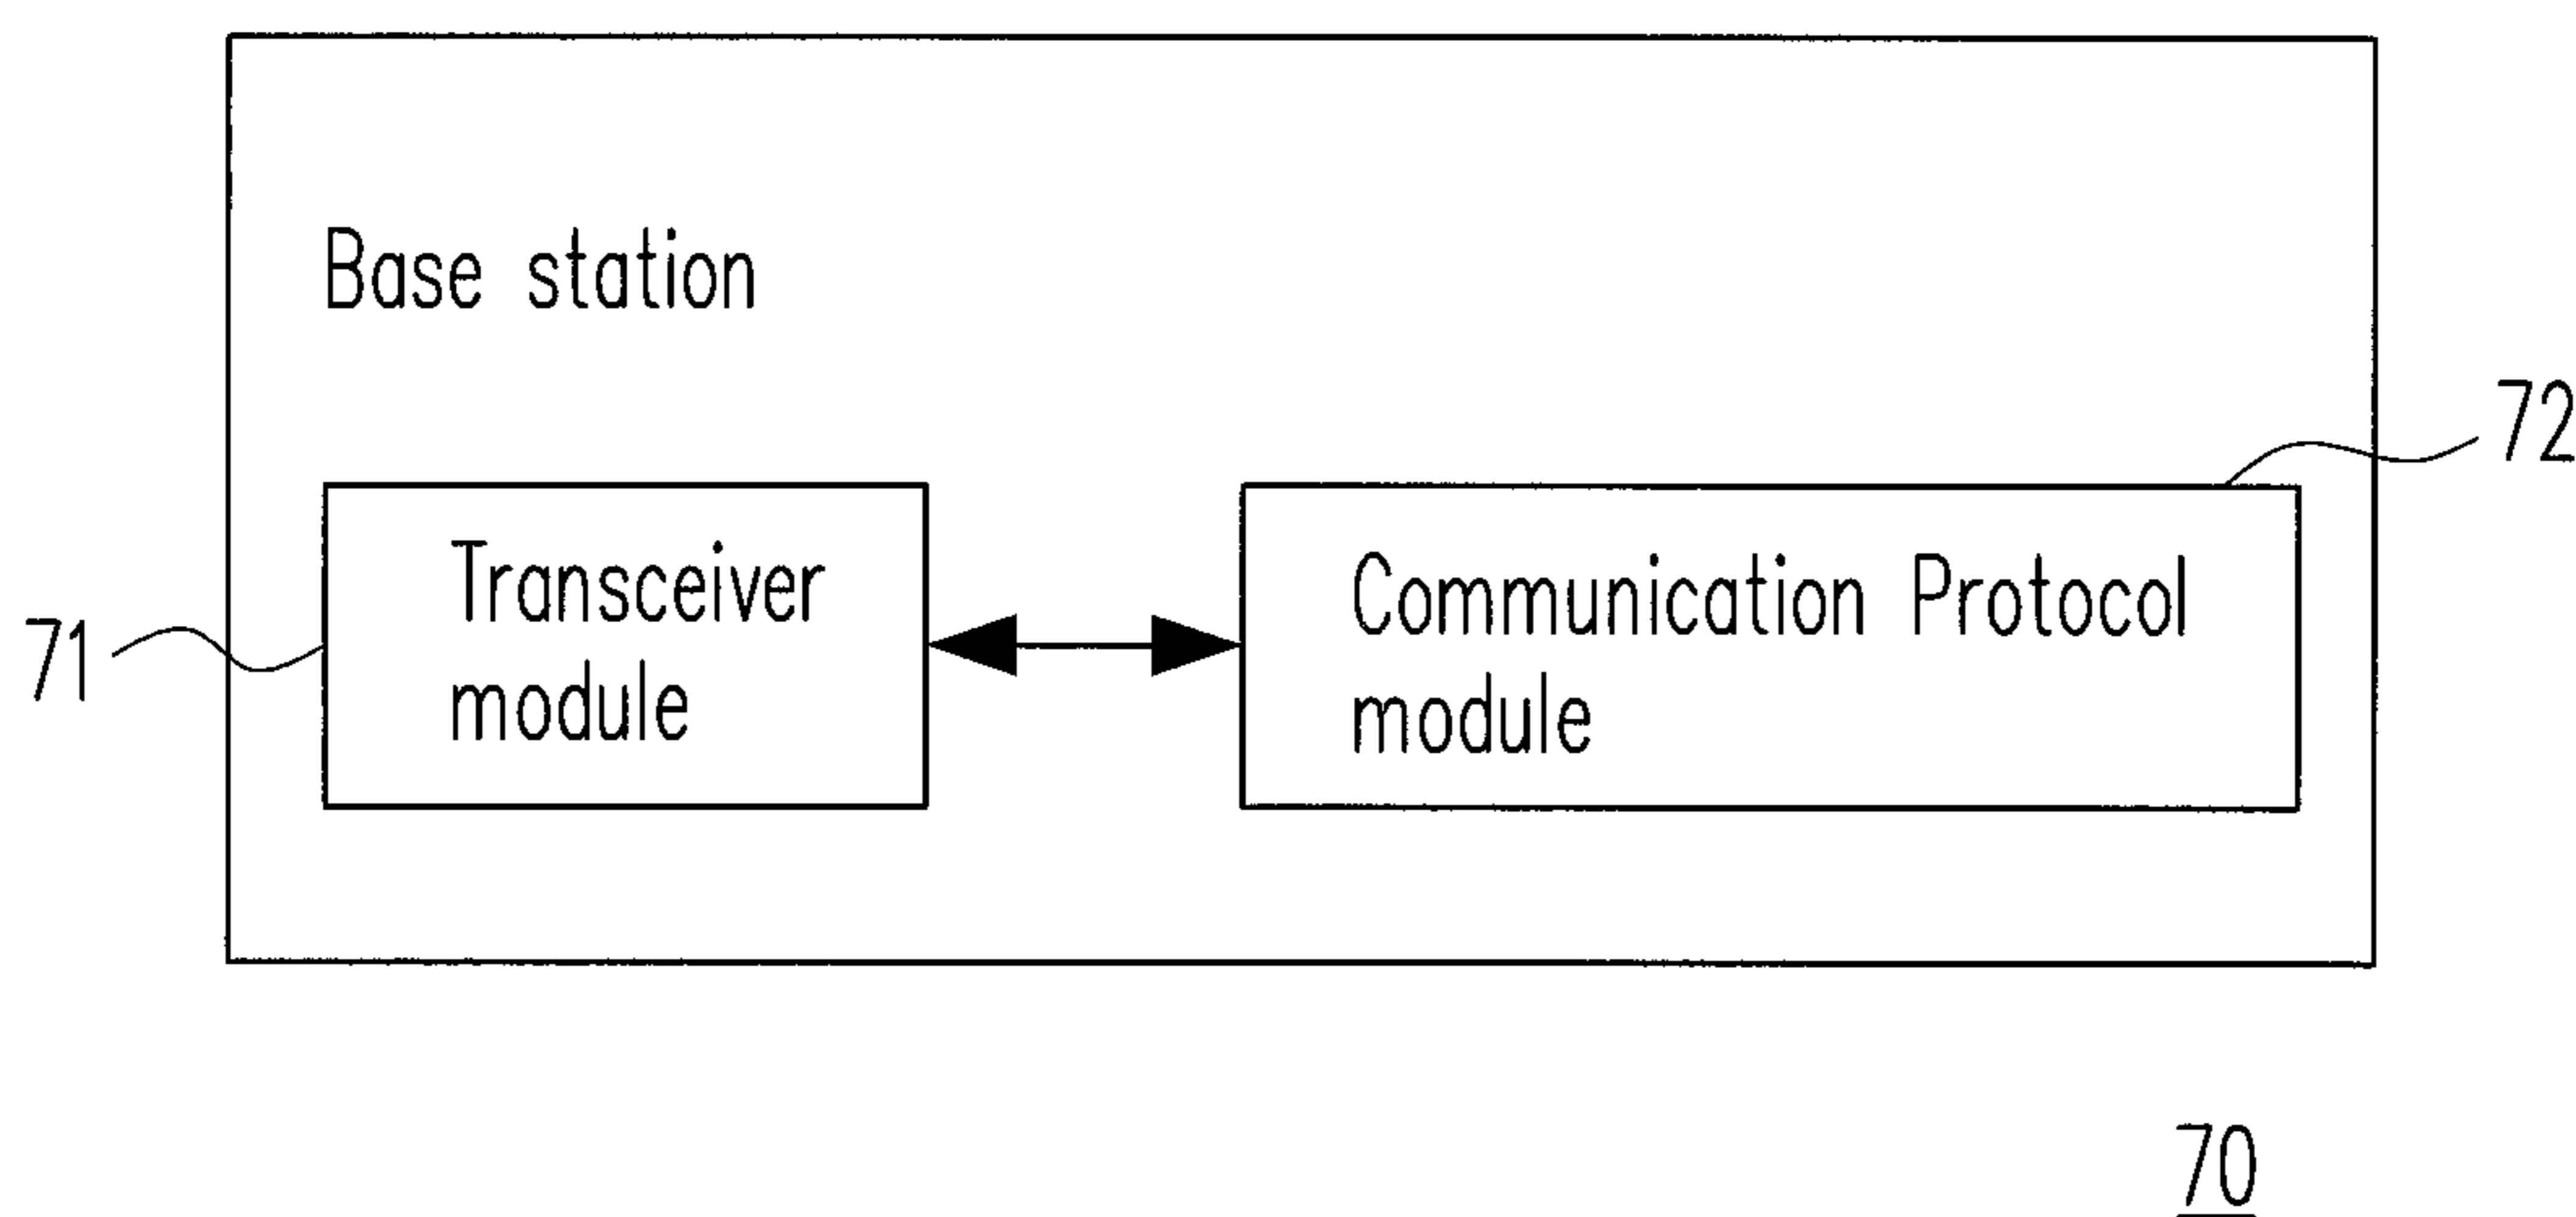 Base station
72
Transceiver
module
Communication Protocol
module
71
70